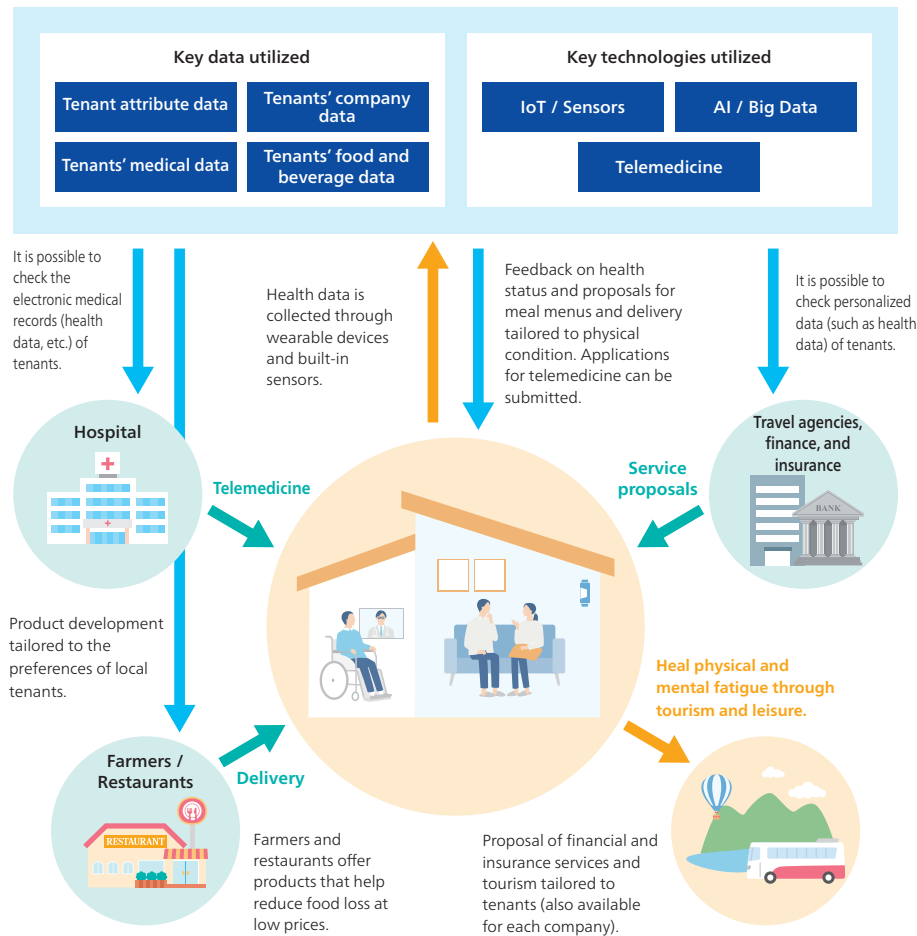 Key data utilized
Tenant attribute data
Tenants’ company
data
Tenants’ medical data
Tenants’ food and
beverage data
Key technologies utilized
IoT / Sensors
AI / Big Data
Telemedicine
It is possible to
check the
electronic medical
records (health
data, etc.) of
tenants.
Health data is
collected through
wearable devices
and built-in
sensors.
Feedback on health
status and proposals for
meal menus and delivery
tailored to physical
condition. Applications
for telemedicine can be
submitted.
It is possible to
check personalized
data (such as health
data) of tenants.
Hospital
Telemedicine
Service
proposals
Travel agencies,
finance, and
insurance
BANK
Product development
tailored to the
preferences of local
tenants.
Heal physical and
mental fatigue through
tourism and leisure.
Farmers /
Restaurants
RESTAURANT
Delivery
Farmers and
restaurants offer
products that help
reduce food loss at
low prices.
Proposal of financial and
insurance services and
tourism tailored to
tenants (also available
for each company).